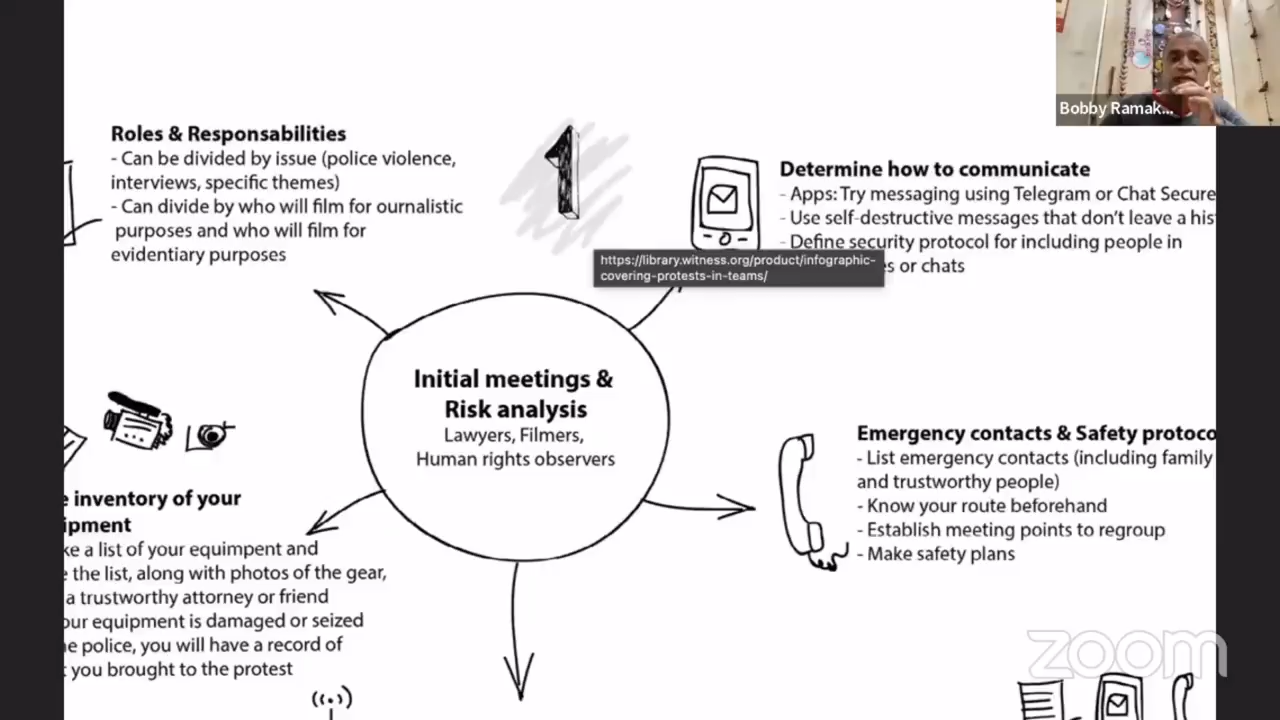 Bobby Ramak...
Roles & Responsabilities
- Can be divided by issue (police violence,
interviews, specific themes)
- Can divide by who will film for ournalistic
purposes and who will film for
evidentiary purposes
1
Determine how to communicate
- Apps: Try messaging using Telegram or Chat Secure
- Use self-destructive messages that don't leave a his
- Define security protocol for including people in
s or chats
https://library.witness.org/product/infographic-
covering-protests-in-teams/
Initial meetings &
Risk analysis
Lawyers, Filmers,
Human rights observers
Emergency contacts & Safety protoco
- List emergency contacts (including family
and trustworthy people)
- Know your route beforehand
- Establish meeting points to regroup
- Make safety plans
e inventory of your
ipment
ke a list of your equimpent and
e the list, along with photos of the gear,
a trustworthy attorney or friend
our equipment is damaged or seized
e police, you will have a record of
t you brought to the protest
zoom